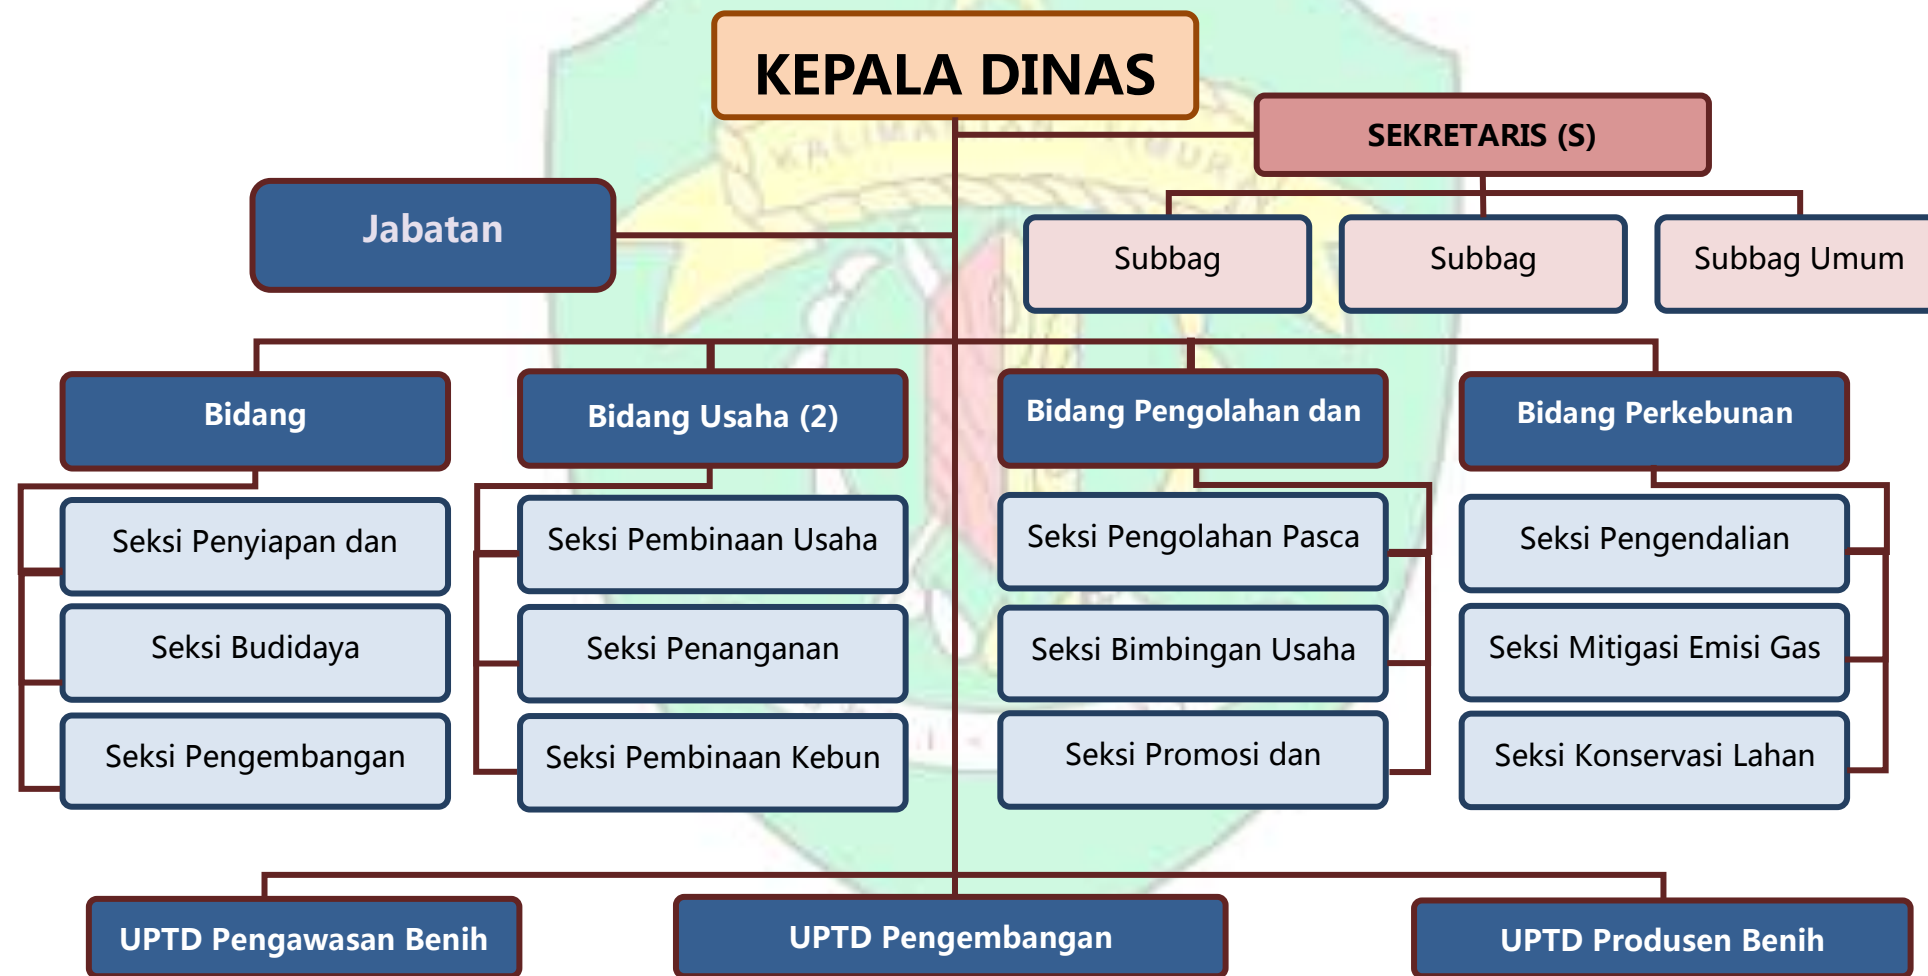 KEPALA DINAS
SEKRETARIS (S)
KALIMANTAN TIMUR
Jabatan
Subbag
Subbag
Subbag Umum
Bidang
Bidang Usaha (2)
Bidang Pengolahan dan
Bidang Perkebunan
Seksi Penyiapan dan
Seksi Pembinaan Usaha
Seksi Pengolahan Pasca
Seksi Pengendalian
Seksi Budidaya
Seksi Penanganan
Seksi Bimbingan Usaha
Seksi Mitigasi Emisi Gas
Seksi Pengembangan
Seksi Pembinaan Kebun
Seksi Promosi dan
Seksi Konservasi Lahan
UPTD Pengawasan Benih
UPTD Pengembangan
UPTD Produsen Benih